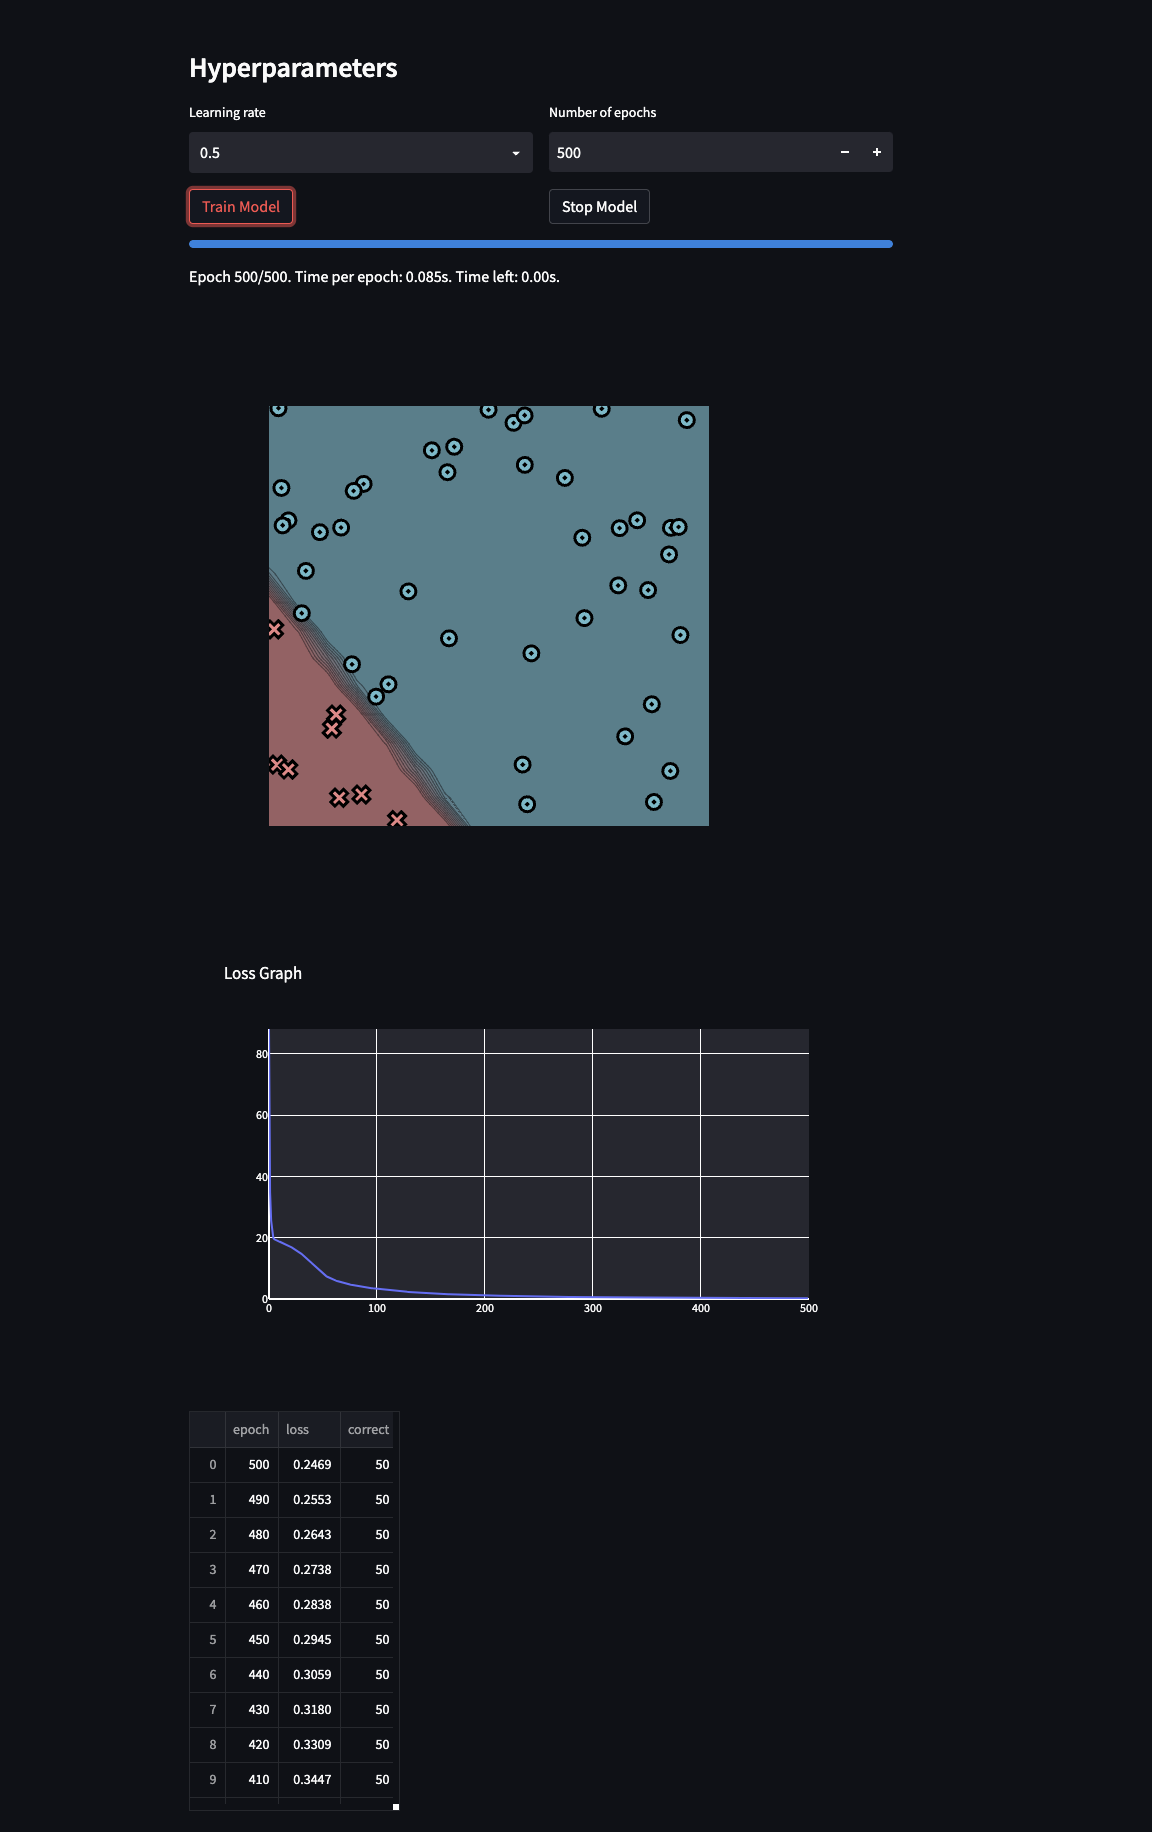 Hyperparameters
Learning rate Number of epochs
0.5 500 − +
Train Model Stop Model
Epoch 500/500. Time per epoch: 0.085s. Time left: 0.00s.
Loss Graph
80
60
40
20
0
0 100 200 300 400 500
epoch loss correct
0 500 0.2469 50
1 490 0.2553 50
2 480 0.2643 50
3 470 0.2738 50
4 460 0.2838 50
5 450 0.2945 50
6 440 0.3059 50
7 430 0.3180 50
8 420 0.3309 50
9 410 0.3447 50